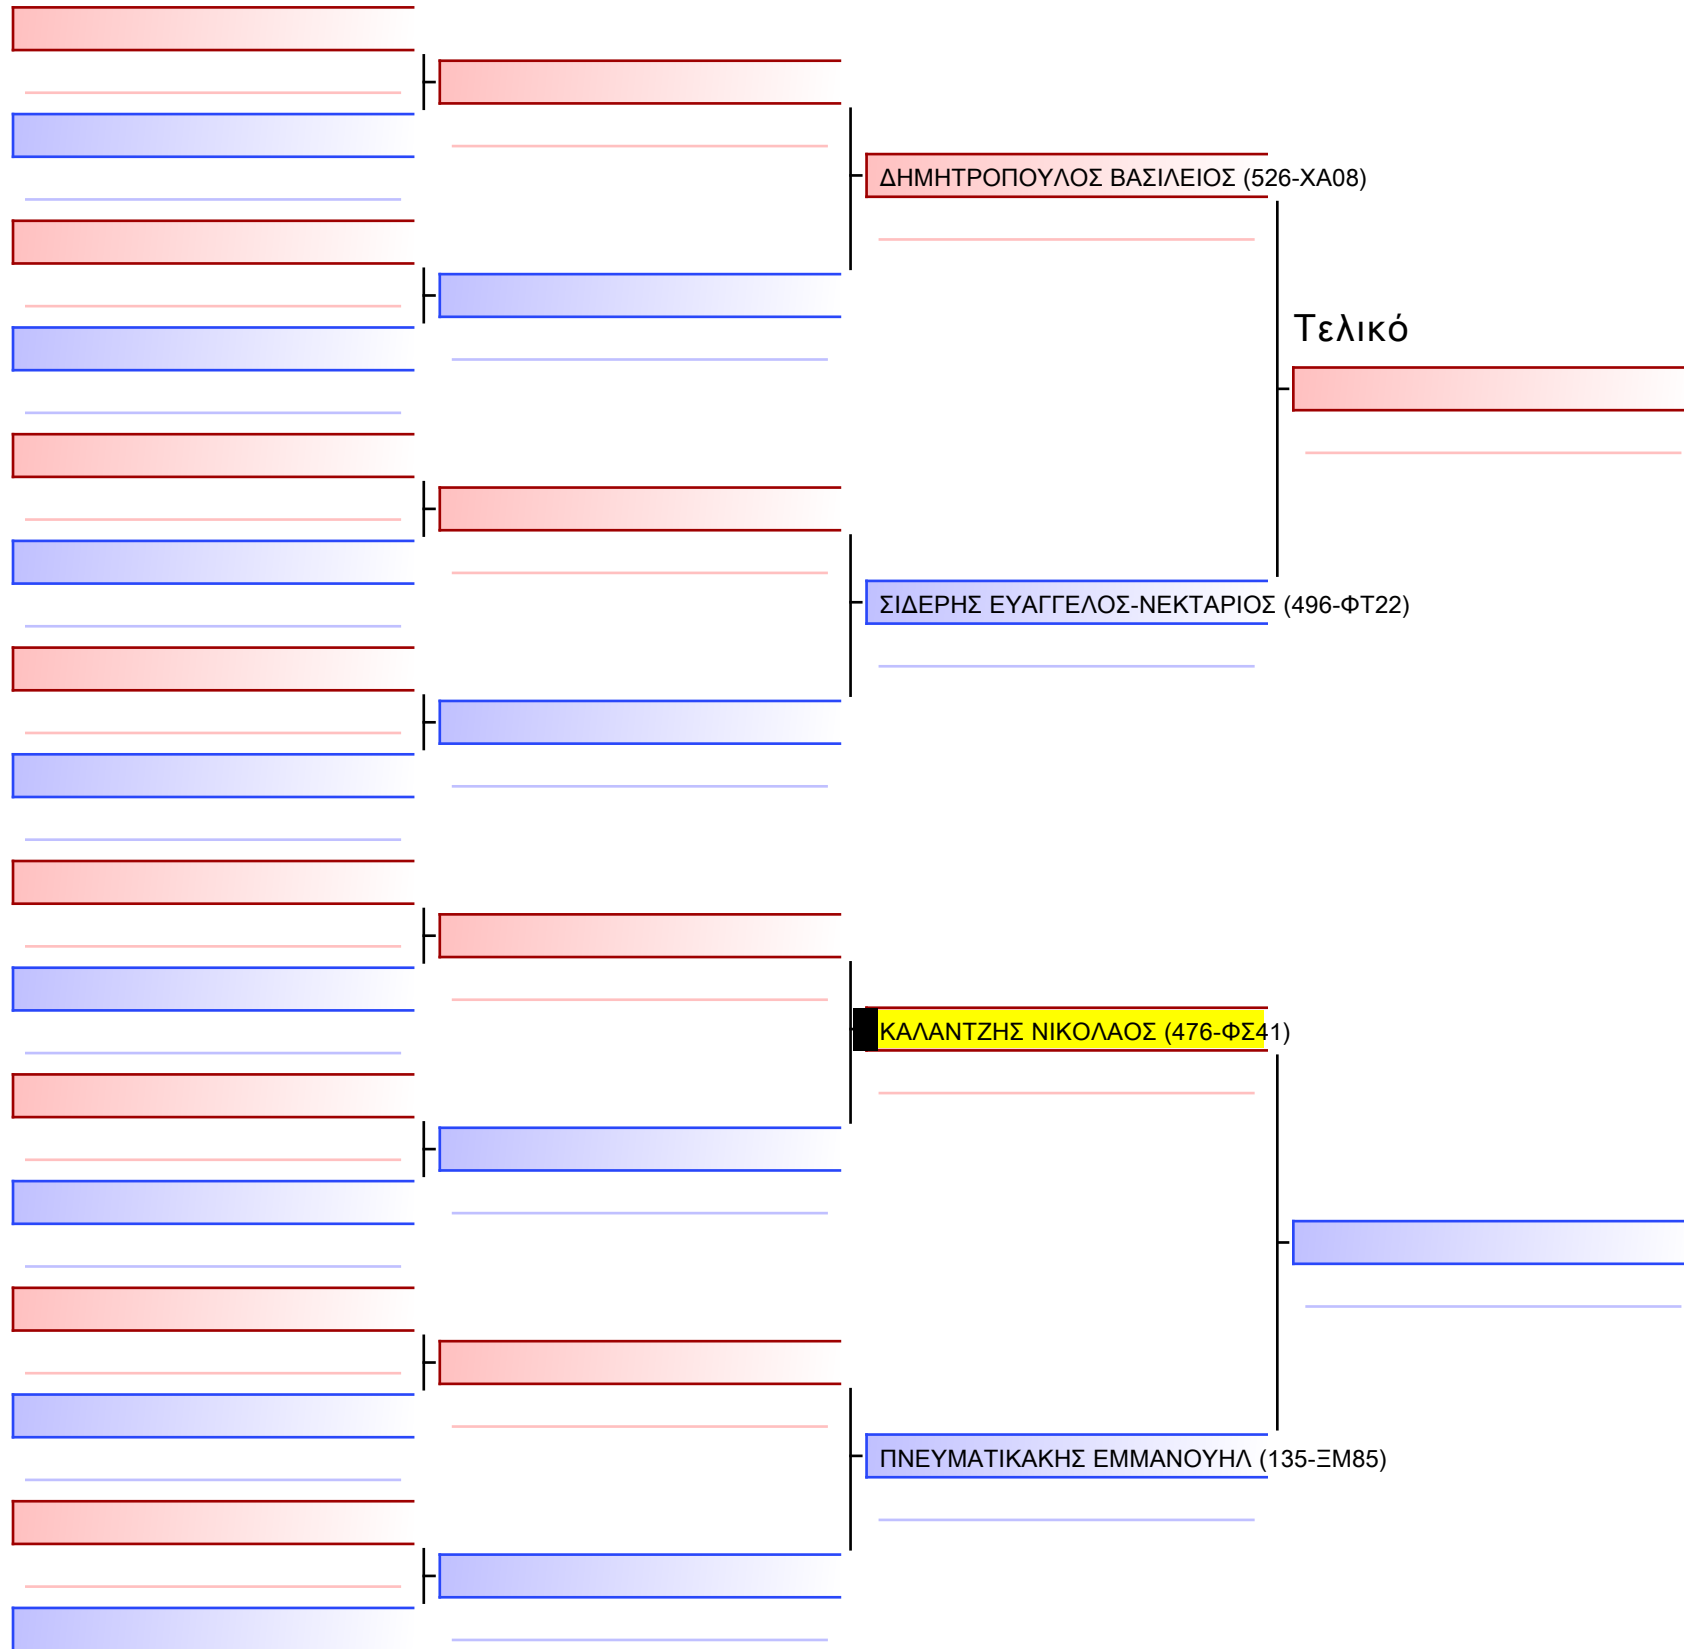 ΔΗΜΗΤΡΟΠΟΥΛΟΣ ΒΑΣΙΛΕΙΟΣ (526-ΧΑ08)
Τελικό
ΣΙΔΕΡΗΣ ΕΥΑΓΓΕΛΟΣ-ΝΕΚΤΑΡΙΟΣ (496-ΦΤ22)
ΚΑΛΑΝΤΖΗΣ ΝΙΚΟΛΑΟΣ (476-ΦΣ41)
ΠΝΕΥΜΑΤΙΚΑΚΗΣ ΕΜΜΑΝΟΥΗΛ (135-ΞΜ85)